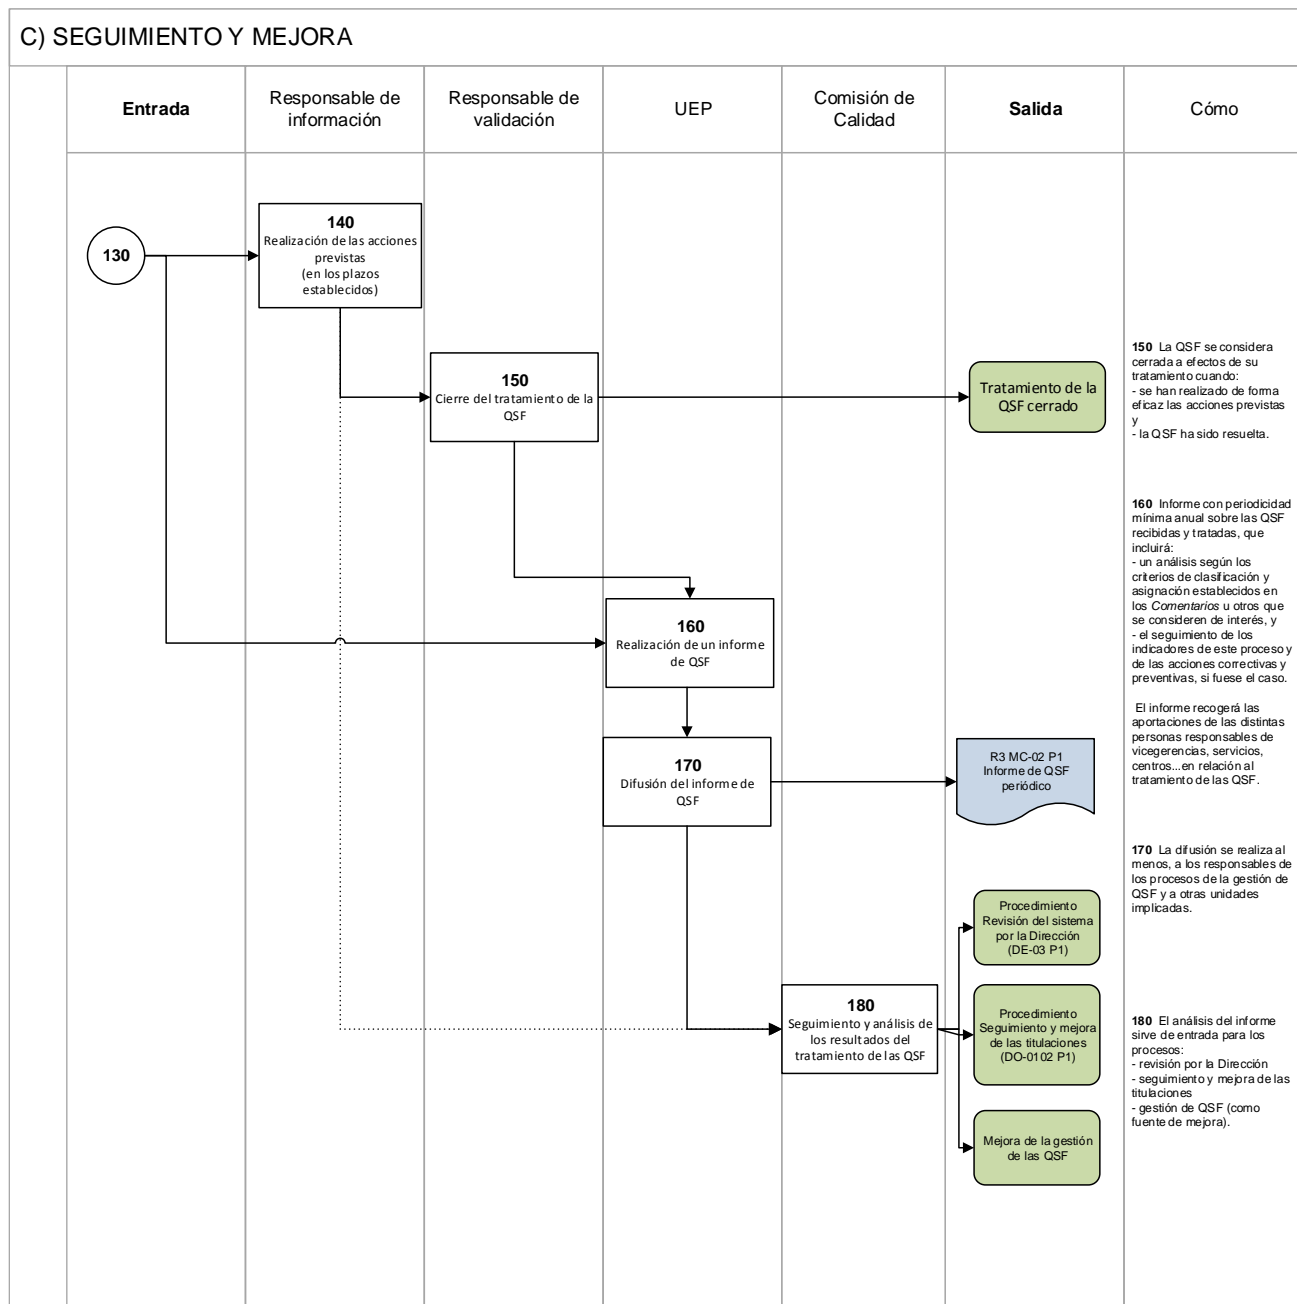 C) SEGUIMIENTO Y MEJORA
Entrada
Responsable de
información
Responsable de
validación
UEP
Comisión de
Calidad
Salida
Cómo
130
140
Realización de las acciones
previstas
(en los plazos
establecidos)
150
Cierre del tratamiento de la
QSF
Tratamiento de la
QSF cerrado
150 La QSF se considera
cerrada a efectos de su
tratamiento cuando:
- se han realizado de forma
eficaz las acciones previstas
y
- la QSF ha sido resuelta.
160
Realización de un informe
de QSF
160 Informe con periodicidad
mínima anual sobre las QSF
recibidas y tratadas, que
incluirá:
- un análisis según los
criterios de clasificación y
asignación establecidos en
los Comentarios u otros que
se consideren de interés, y
- el seguimiento de los
indicadores de este proceso y
de las acciones correctivas y
preventivas, si fuese el caso.
El informe recogerá las
aportaciones de las distintas
personas responsables de
vicegerencias, servicios,
centros...en relación al
tratamiento de las QSF.
170
Difusión del informe de
QSF
R3 MC-02 P1
Informe de QSF
periódico
170 La difusión se realiza al
menos, a los responsables de
los procesos de la gestión de
QSF y a otras unidades
implicadas.
180
Seguimiento y análisis de
los resultados del
tratamiento de las QSF
Procedimiento
Revisión del sistema
por la Dirección
(DE-03 P1)
Procedimiento
Seguimiento y mejora
de las titulaciones
(DO-0102 P1)
Mejora de la gestión
de las QSF
180 El análisis del informe
sirve de entrada para los
procesos:
- revisión por la Dirección
- seguimiento y mejora de las
titulaciones
- gestión de QSF (como
fuente de mejora).